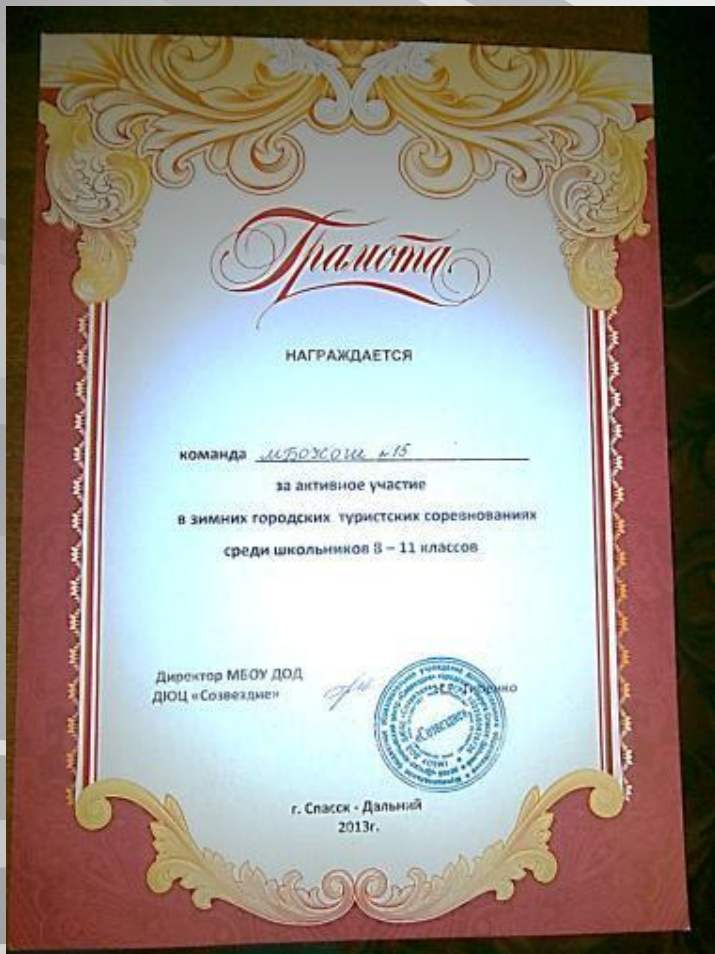 Грамота
НАГРАЖДАЕТСЯ
команда МБОУСОШ №15
за активное участие
в зимних городских туристских соревнованиях
среди школьников 8 – 11 классов
Директор МБОУ ДОД
ДЮЦ «Созвездие»
«Созвездие»
г. Спасск - Дальний
2013г.